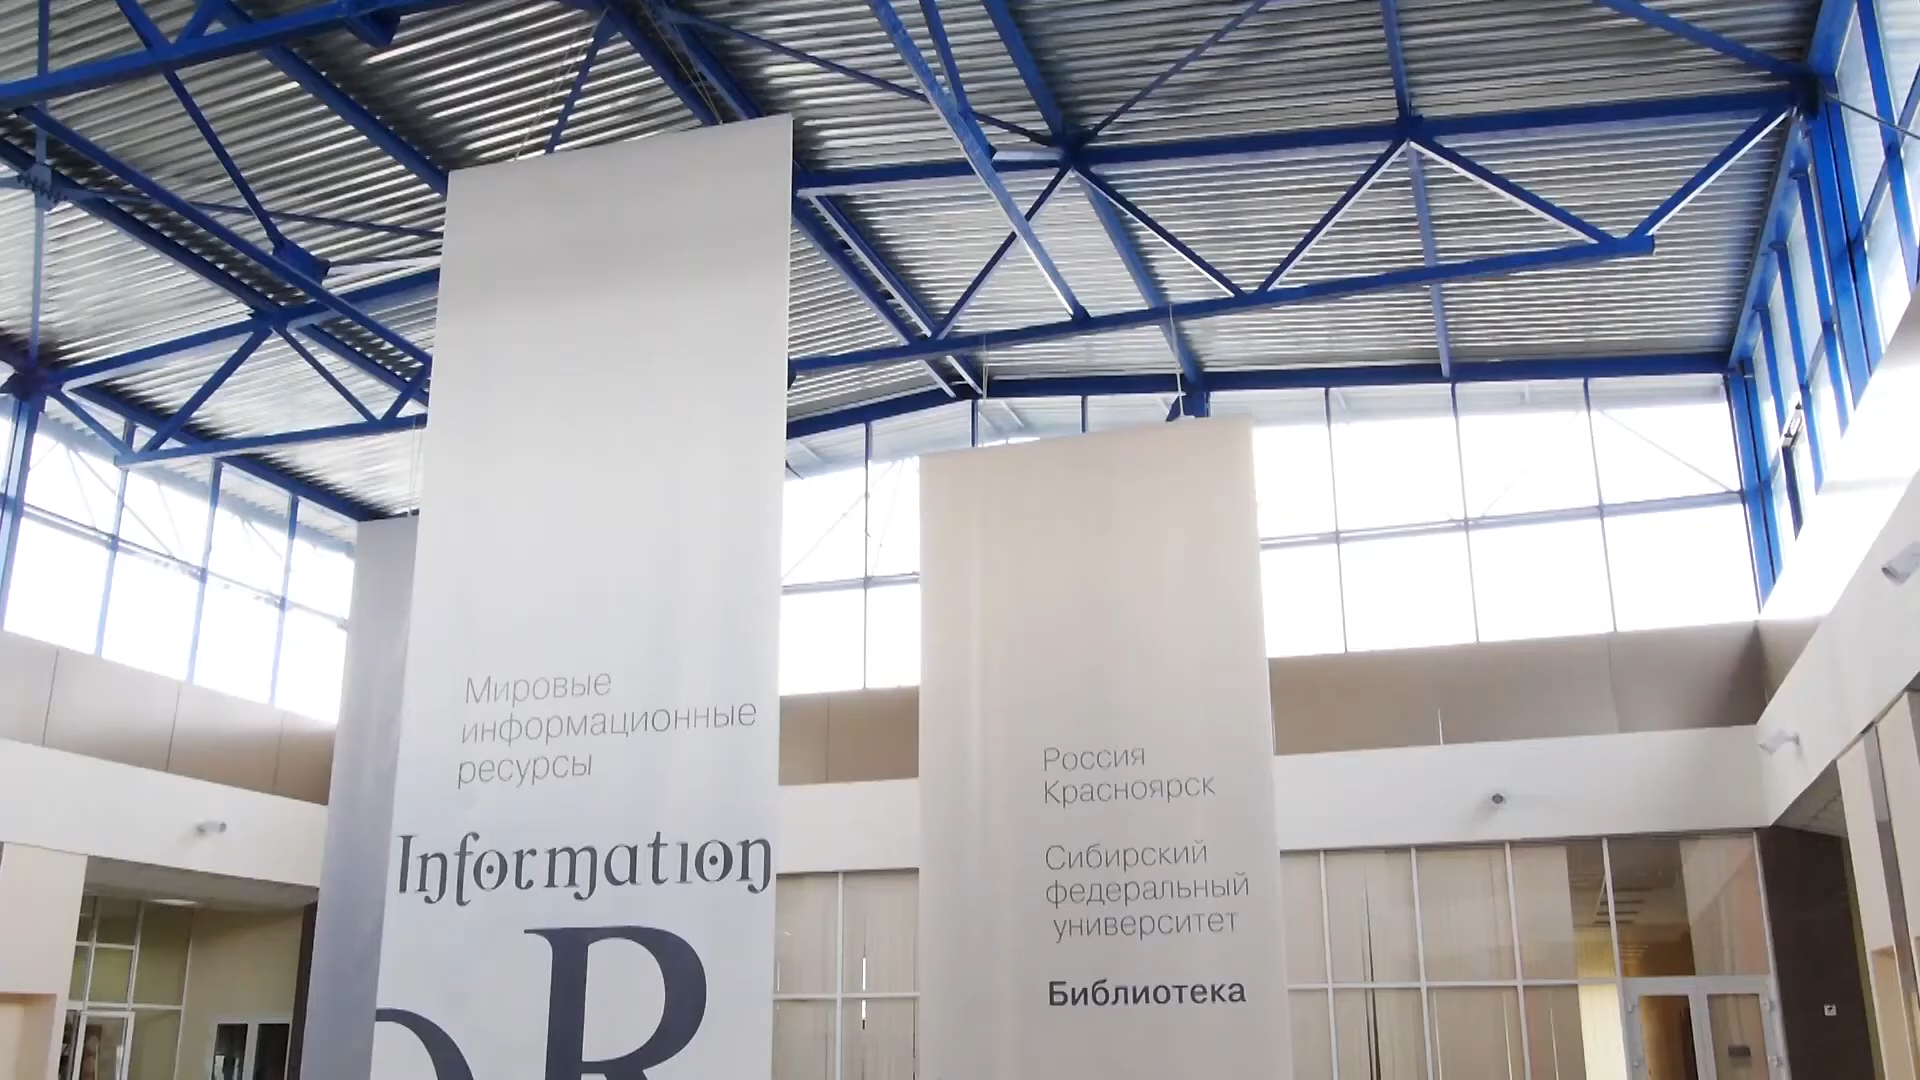 Мировые
информационные
ресурсы
Information
R
Россия
Красноярск
Сибирский
федеральный
университет
Библиотека